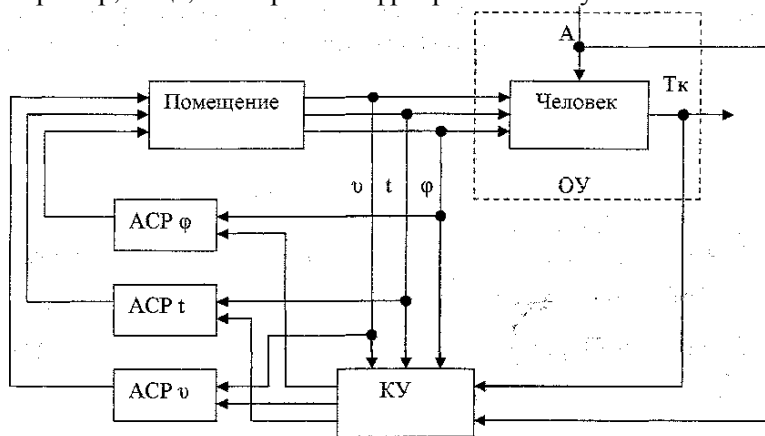 А
Помещение
Человек
Тк
υ
t
φ
ОУ
АСР φ
АСР t
АСР υ
КУ